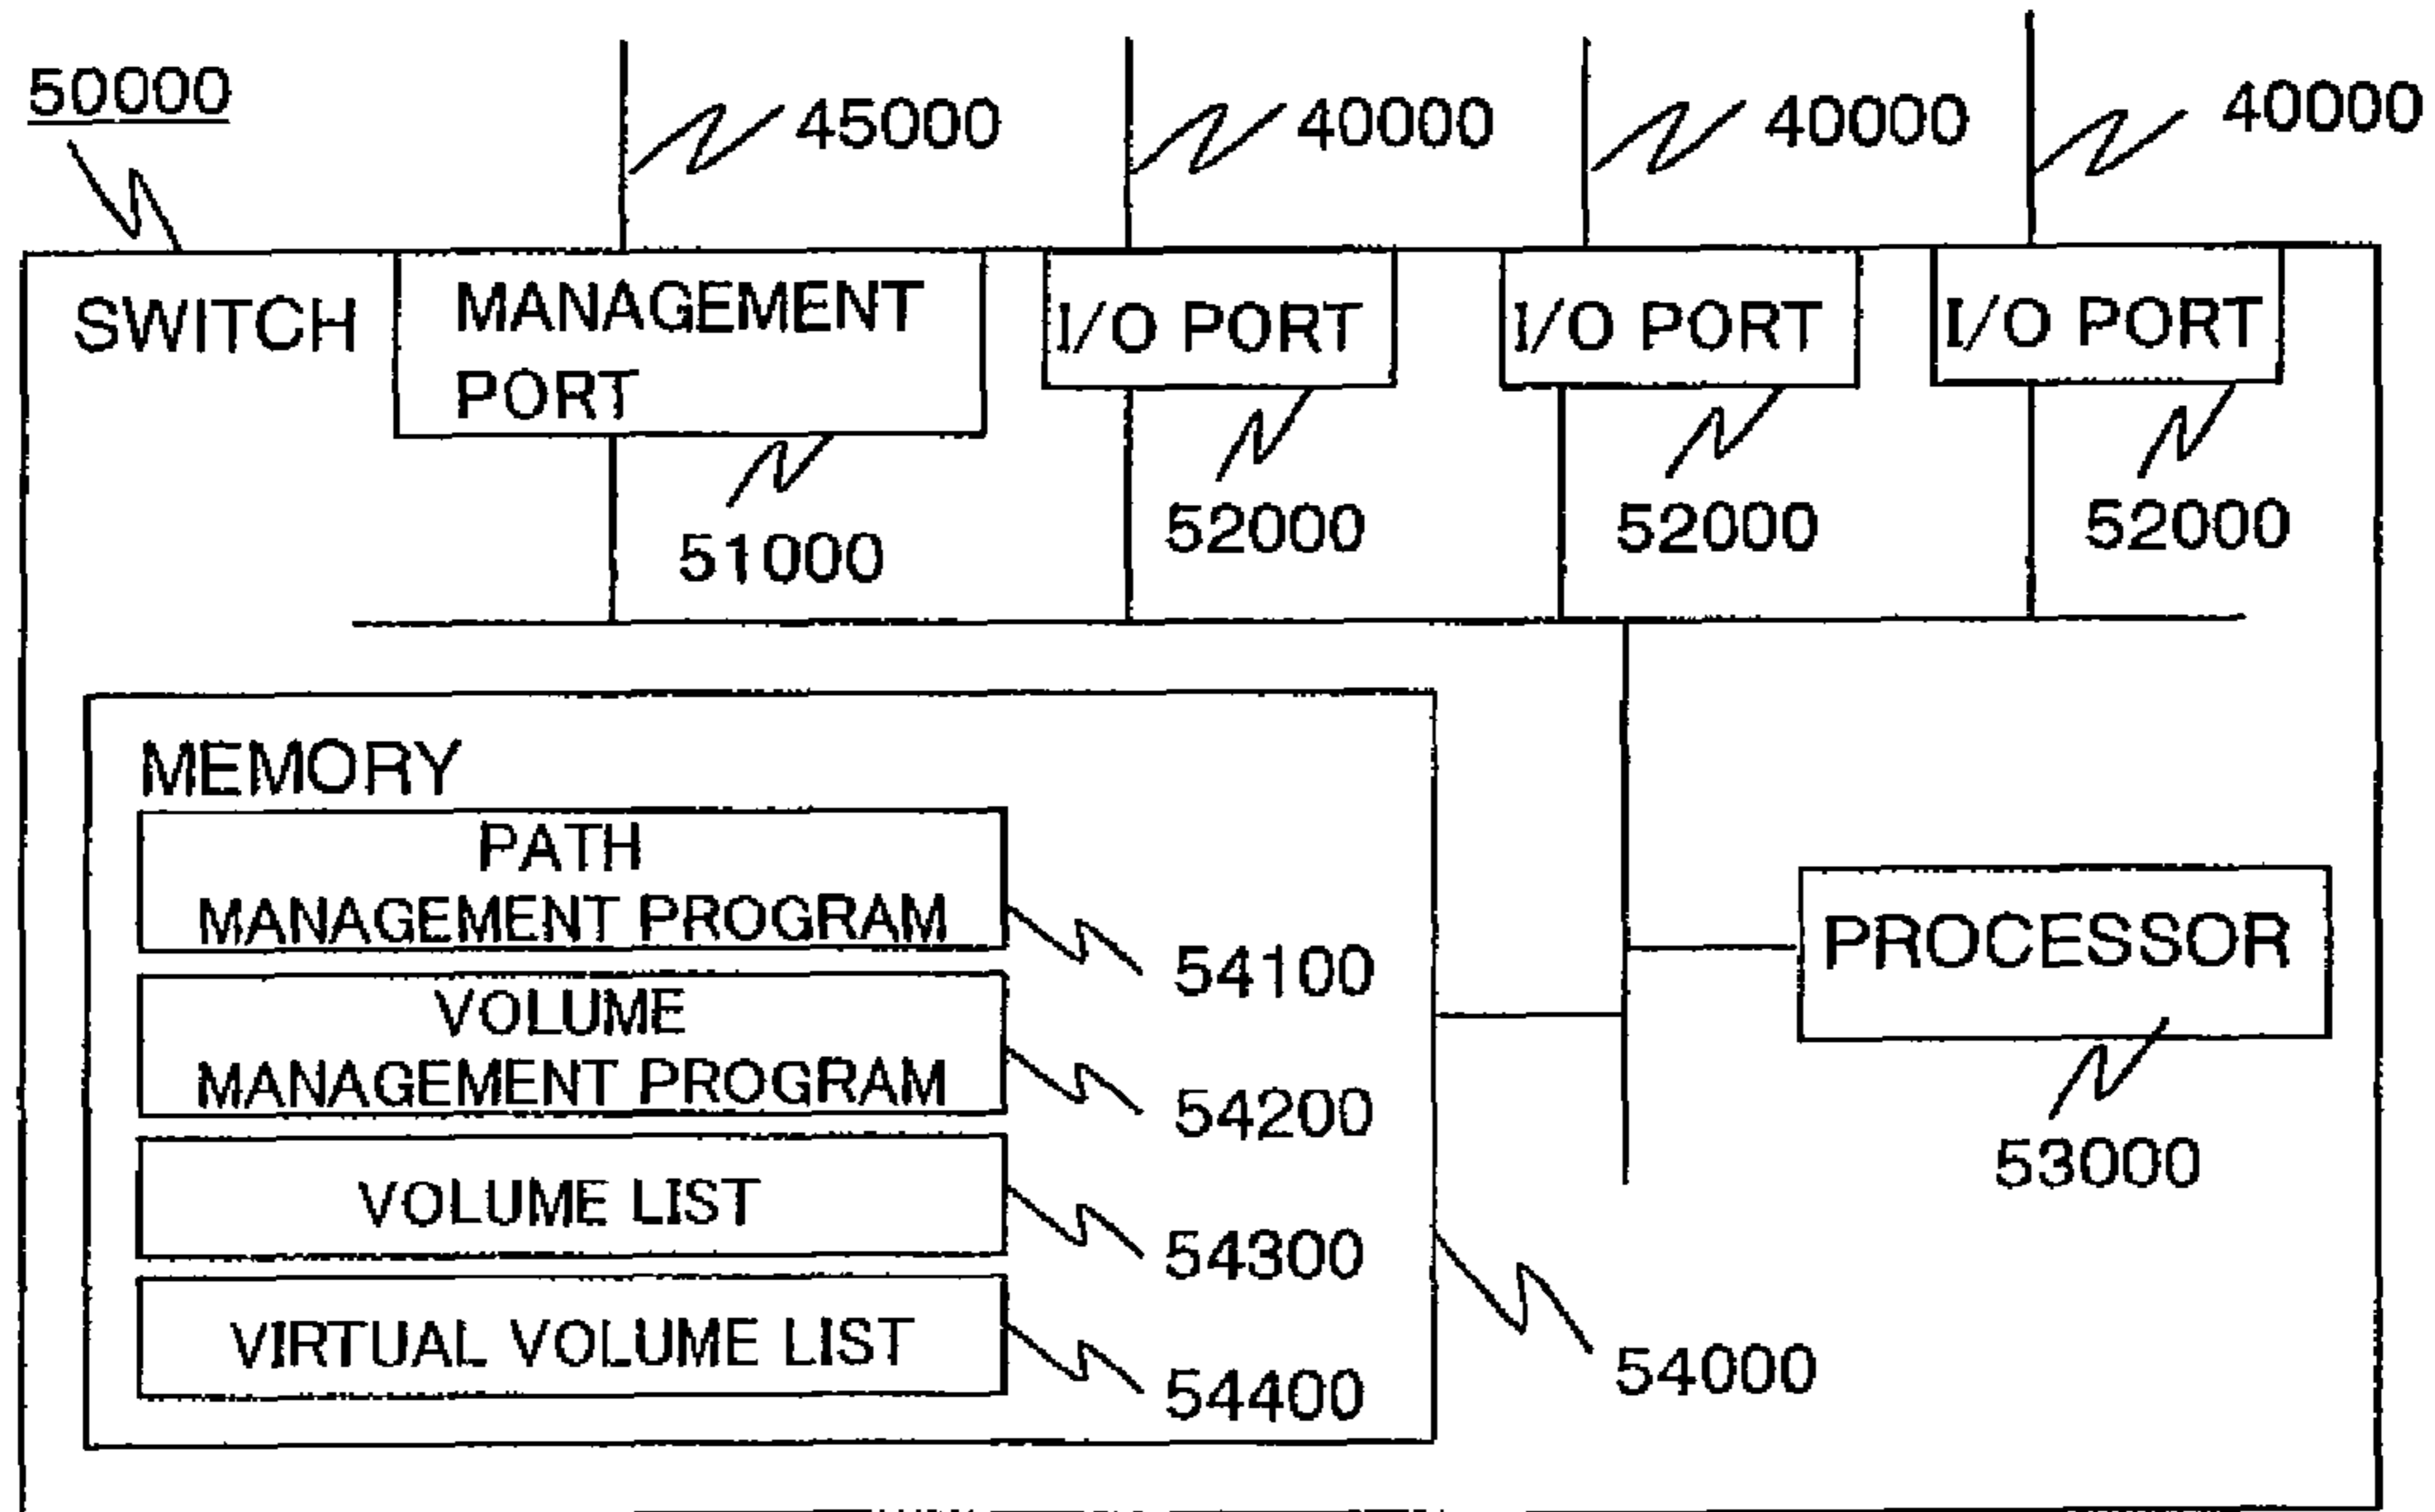 50000
45000
40000
40000
40000
SWITCH
MANAGEMENT
PORT
I/O PORT
I/O PORT
I/O PORT
51000
52000
52000
52000
MEMORY
PATH
MANAGEMENT PROGRAM
54100
VOLUME
MANAGEMENT PROGRAM
54200
VOLUME LIST
54300
VIRTUAL VOLUME LIST
54400
54000
PROCESSOR
53000